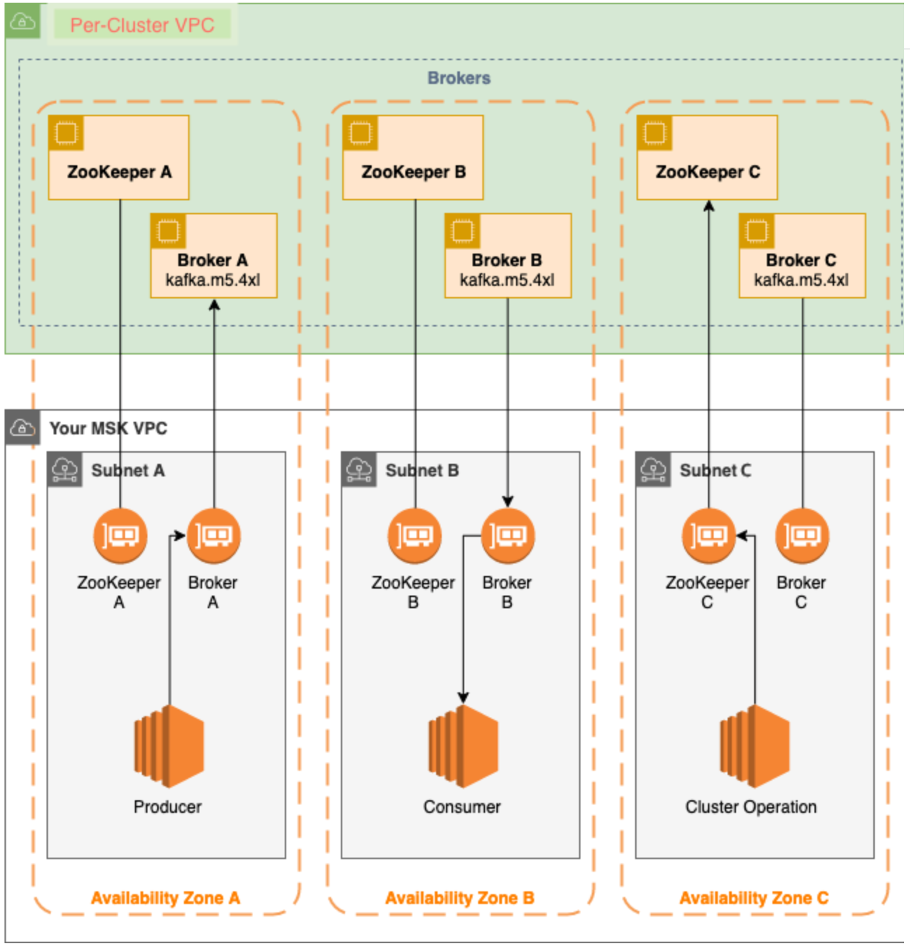 Per-Cluster VPC
Brokers
ZooKeeper A
ZooKeeper B
ZooKeeper C
Broker A
kafka.m5.4xl
Broker B
kafka.m5.4xl
Broker C
kafka.m5.4xl
Your MSK VPC
Subnet A
Subnet B
Subnet C
ZooKeeper
A
Broker
A
ZooKeeper
B
Broker
B
ZooKeeper
C
Broker
C
Producer
Consumer
Cluster Operation
Availability Zone A
Availability Zone B
Availability Zone C